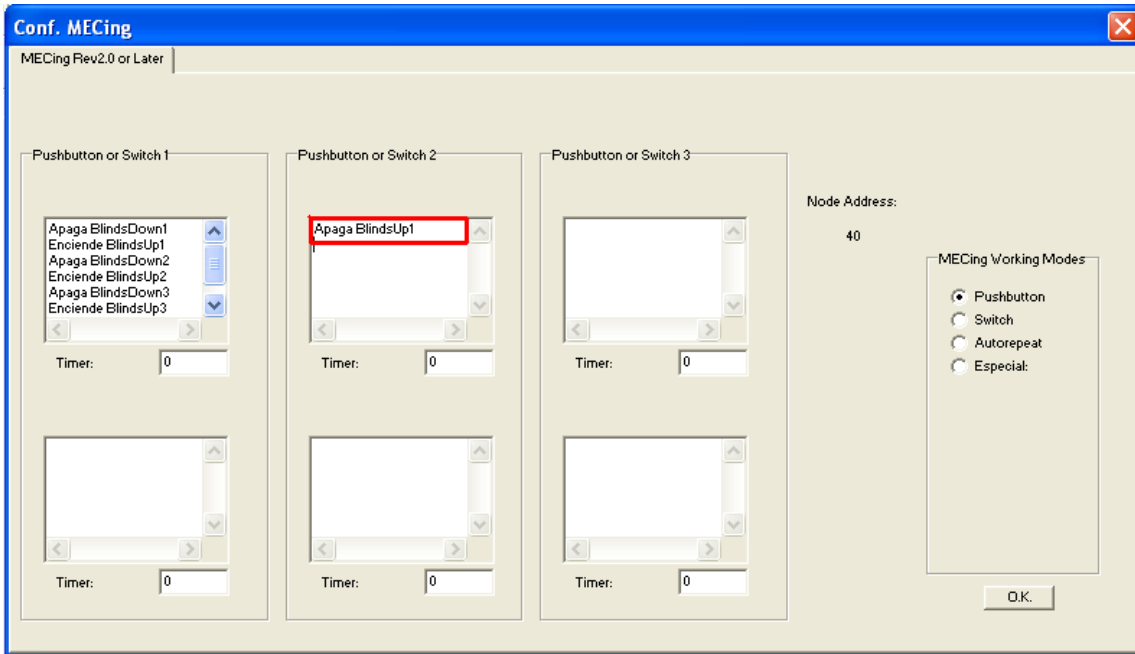 Conf. MECing
MECing Rev2.0 or Later
Pushbutton or Switch 1
Apaga BlindsDown1
Enciende BlindsUp1
Apaga BlindsDown2
Enciende BlindsUp2
Apaga BlindsDown3
Enciende BlindsUp3
Timer: 0
Timer: 0
Pushbutton or Switch 2
Apaga BlindsUp1
Timer: 0
Timer: 0
Pushbutton or Switch 3
Timer: 0
Timer: 0
Node Address:
40
MECing Working Modes
Pushbutton
Switch
Autorepeat
Especial:
O.K.